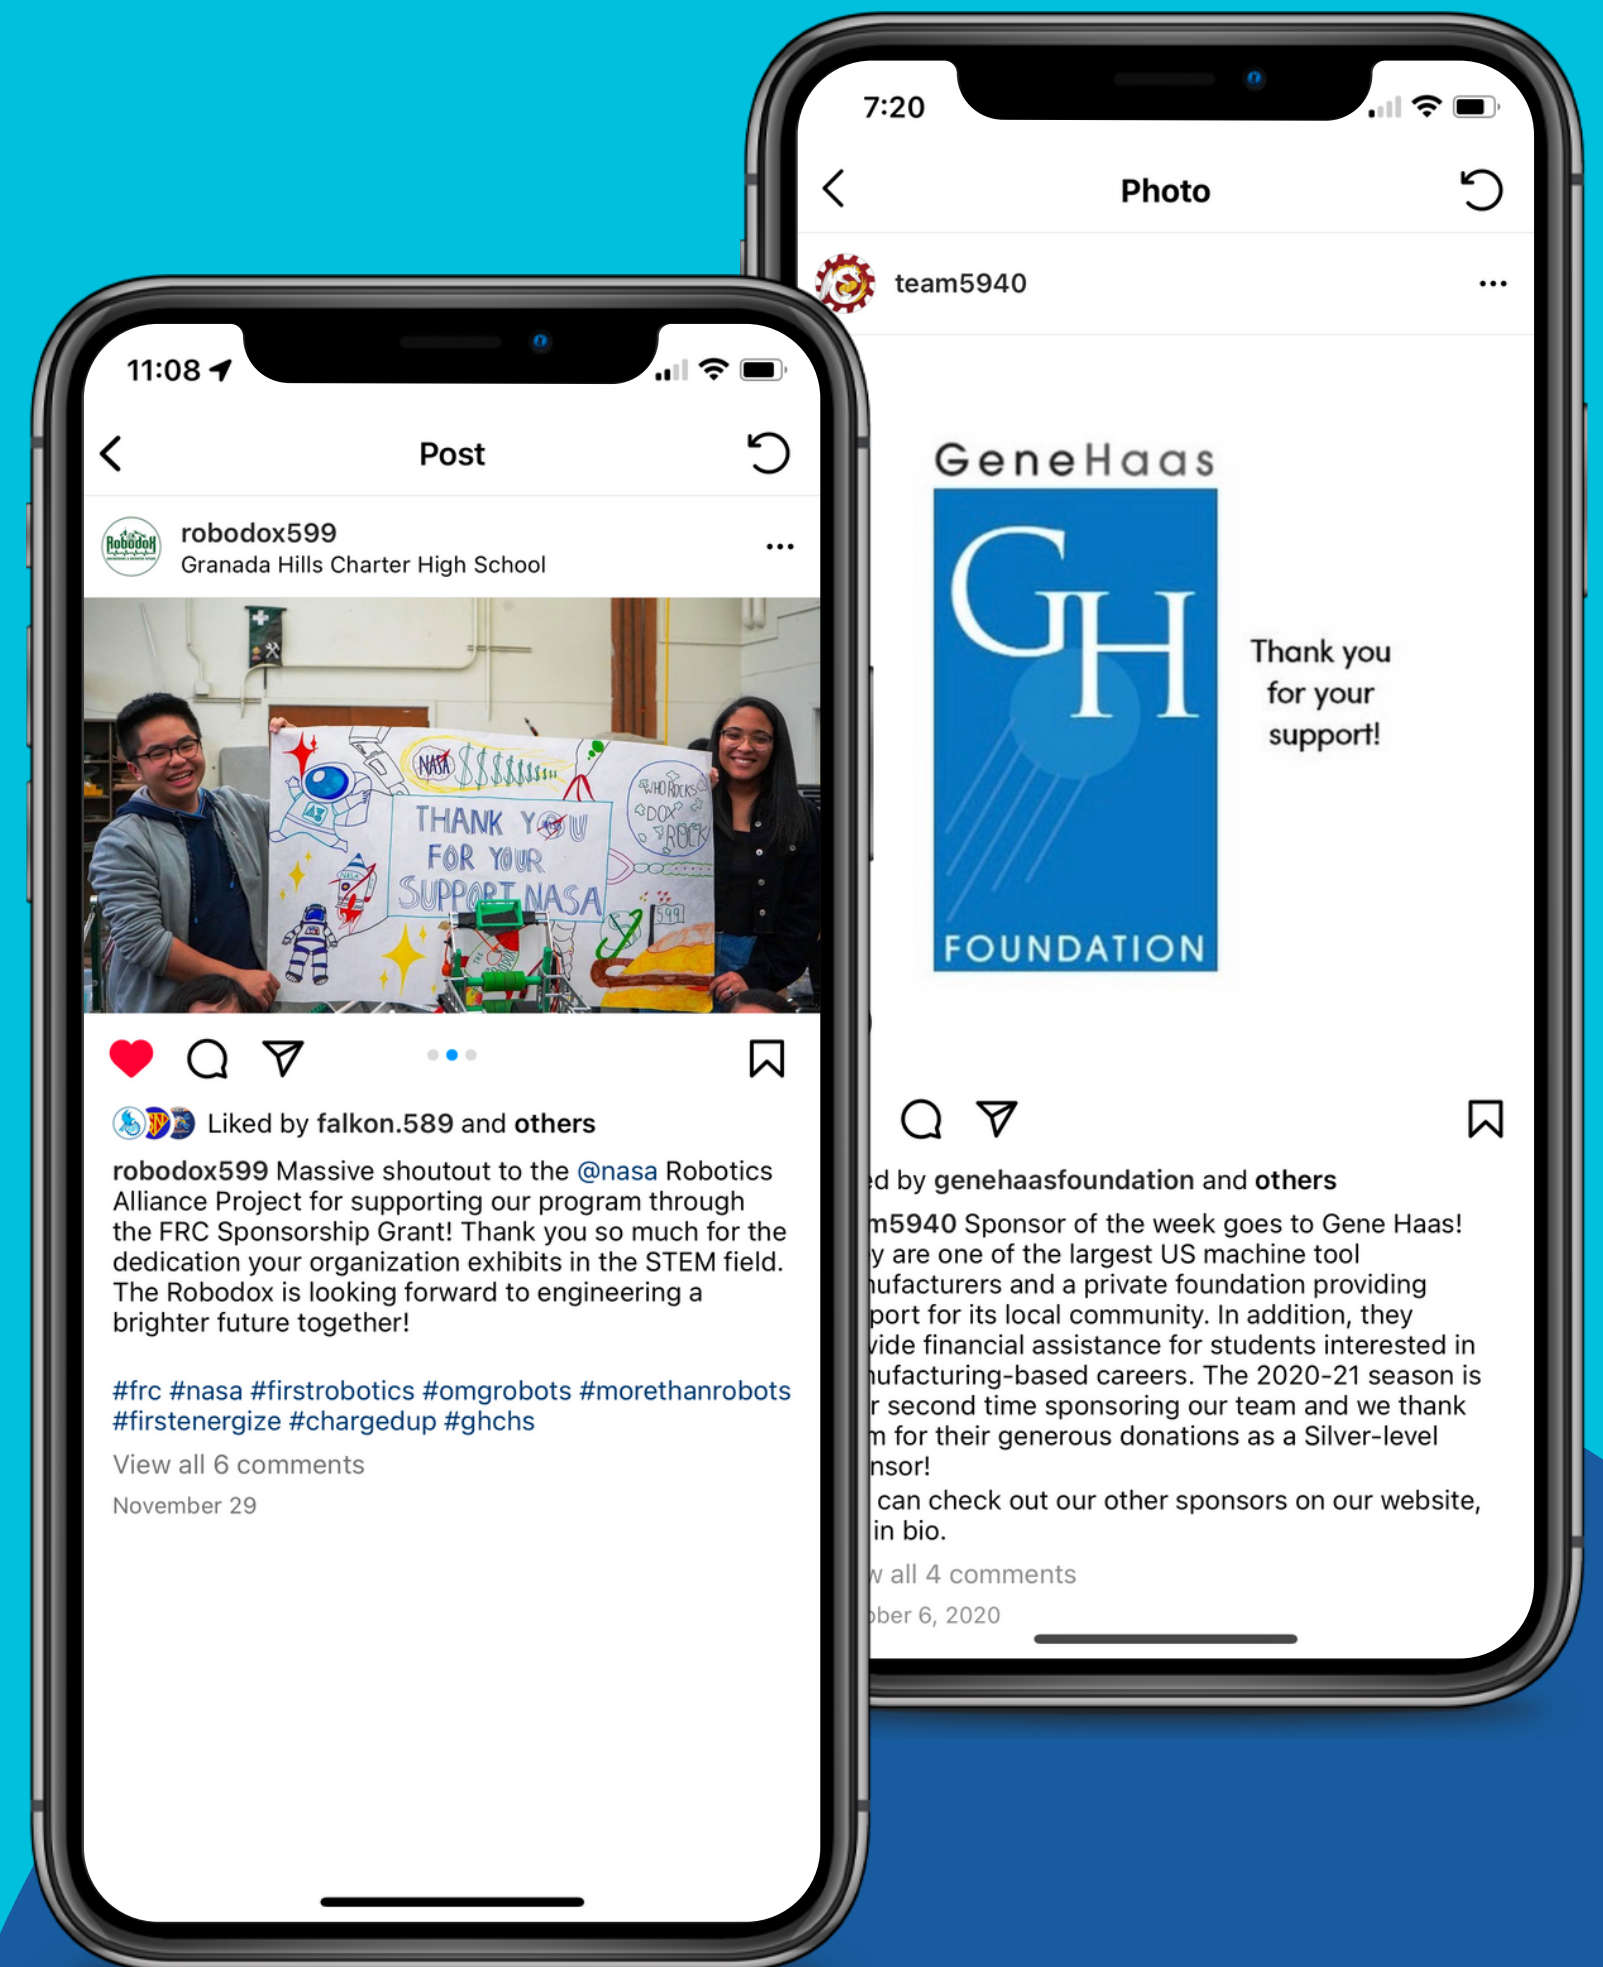 11:08
Post
RoboDox
robodox599
Granada Hills Charter High School
NASA $$$$$$$
WHO ROCKS
DOX
ROCK
THANK YOU
FOR YOUR
SUPPORT NASA
NASA
599
Liked by falkon.589 and others
robodox599 Massive shoutout to the @nasa Robotics
Alliance Project for supporting our program through
the FRC Sponsorship Grant! Thank you so much for the
dedication your organization exhibits in the STEM field.
The Robodox is looking forward to engineering a
brighter future together!
#frc #nasa #firstrobotics #omgrobots #morethanrobots
#firstenergize #chargedup #ghchs
View all 6 comments
November 29
7:20
Photo
team5940
GeneHaas
GH
FOUNDATION
Thank you
for your
support!
ed by genehaasfoundation and others
m5940 Sponsor of the week goes to Gene Haas!
y are one of the largest US machine tool
nufacturers and a private foundation providing
port for its local community. In addition, they
vide financial assistance for students interested in
nufacturing-based careers. The 2020-21 season is
r second time sponsoring our team and we thank
m for their generous donations as a Silver-level
nsor!
can check out our other sponsors on our website,
in bio.
w all 4 comments
ober 6, 2020